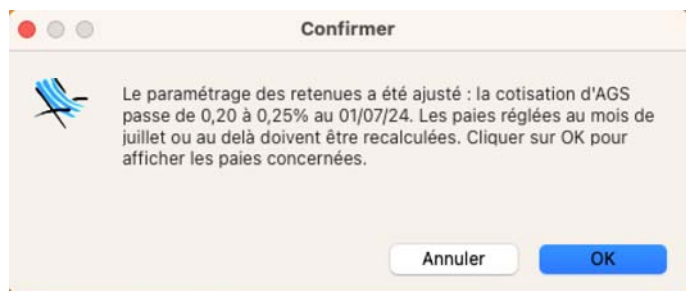 Confirmer
Le paramétrage des retenues a été ajusté : la cotisation d'AGS
passe de 0,20 à 0,25% au 01/07/24. Les paies réglées au mois de
juillet ou au delà doivent être recalculées. Cliquer sur OK pour
afficher les paies concernées.
Annuler
OK